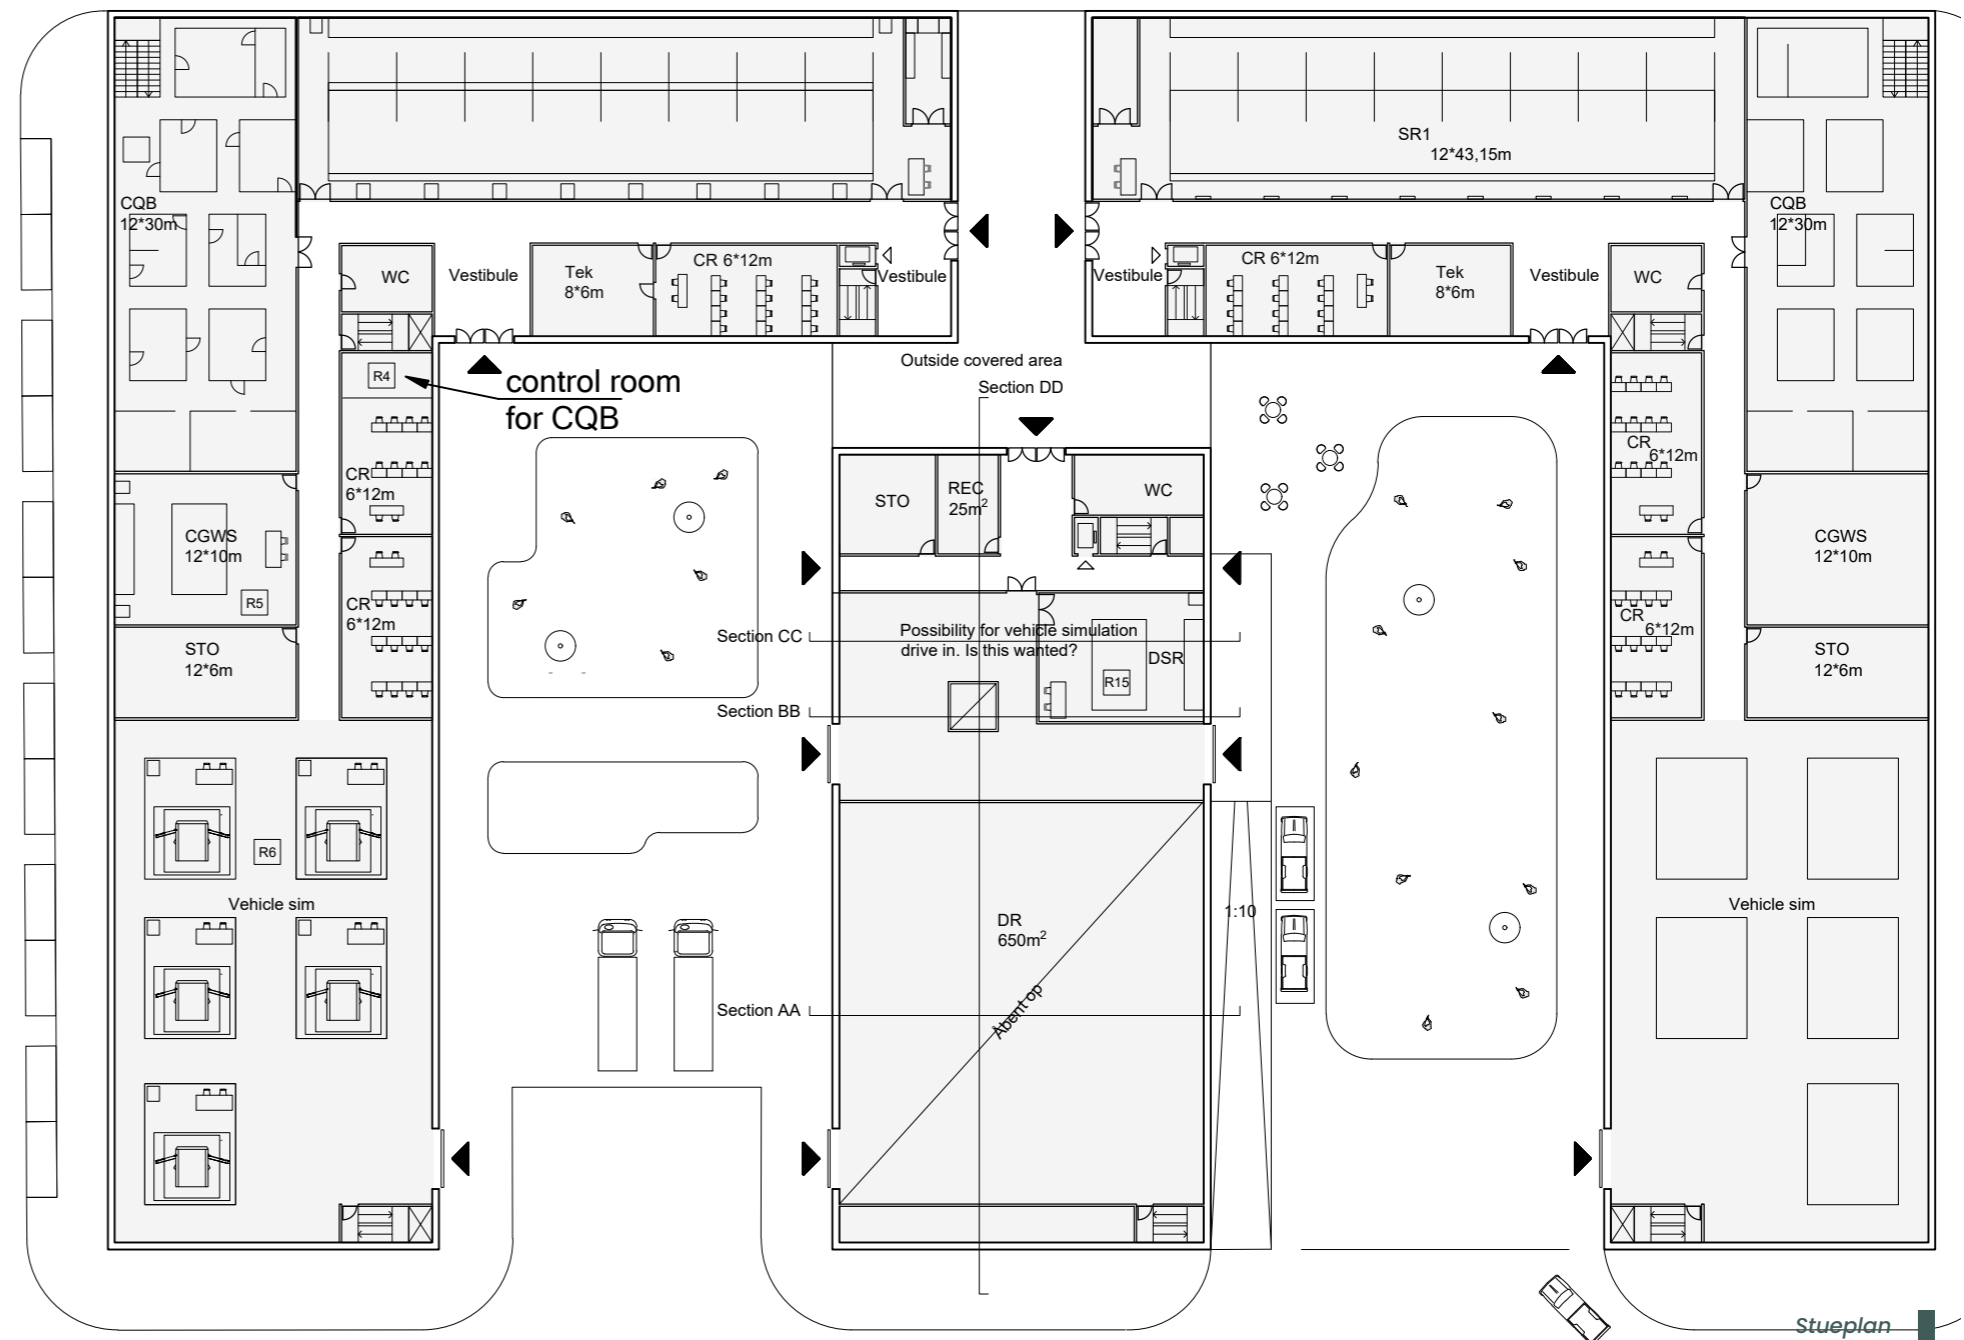 SR1
12*43,15m
CQB
12*30m
CQB
12*30m
WC
Vestibule
Tek
8*6m
CR 6*12m
Vestibule
Vestibule
CR 6*12m
Tek
8*6m
Vestibule
WC
R4
control room
for CQB
Outside covered area
Section DD
CR
6*12m
CR
6*12m
STO
REC
25m²
WC
CGWS
12*10m
R5
CGWS
12*10m
CR
6*12m
CR
6*12m
Section CC
Possibility for vehicle simulation
drive in. Is this wanted?
DSR
R15
STO
12*6m
STO
12*6m
Section BB
R6
Vehicle sim
Vehicle sim
DR
650m²
1:10
Åbent op
Section AA
Stueplan